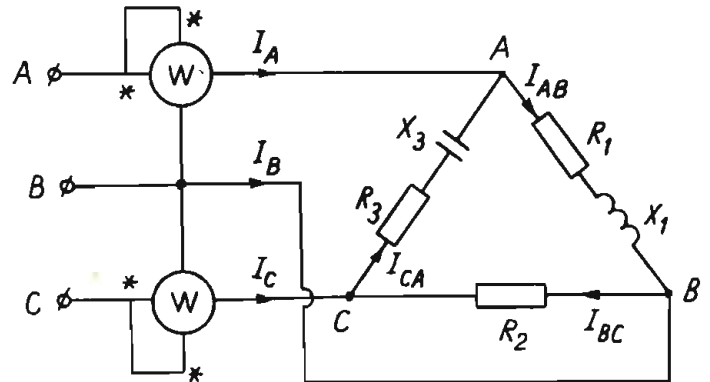 *
I_A
A
W
A
*
I_AB
X_3
R_1
I_B
B
R_3
X_1
I_C
I_CA
*
C
W
C
B
R_2
I_BC
*